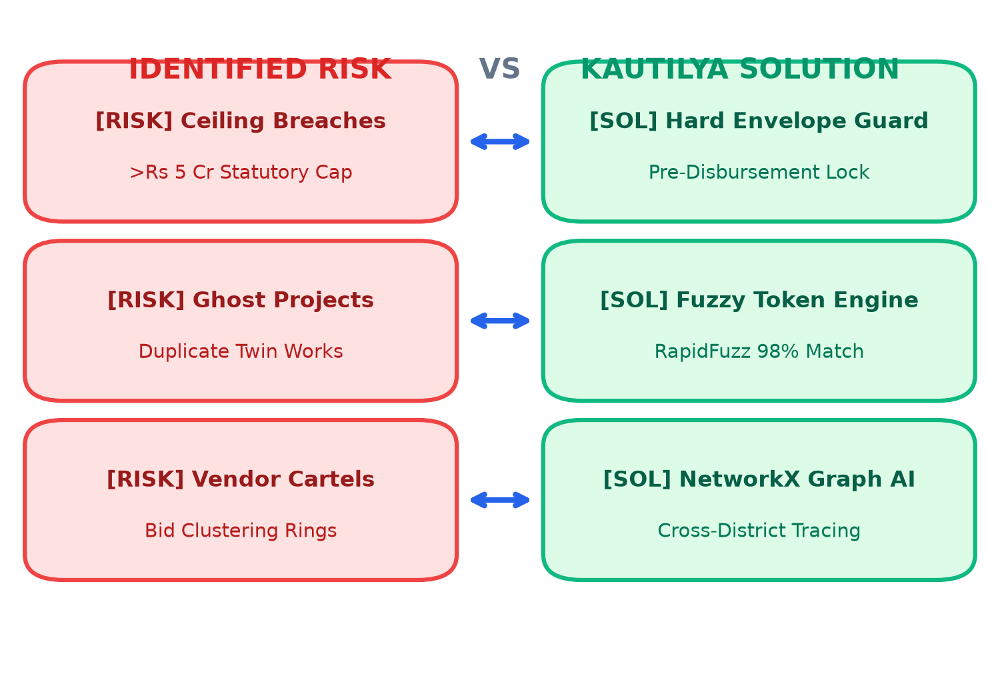 IDENTIFIED RISK VS KAUTILYA SOLUTION
[RISK] Ceiling Breaches
>Rs 5 Cr Statutory Cap
[SOL] Hard Envelope Guard
Pre-Disbursement Lock
[RISK] Ghost Projects
Duplicate Twin Works
[SOL] Fuzzy Token Engine
RapidFuzz 98% Match
[RISK] Vendor Cartels
Bid Clustering Rings
[SOL] NetworkX Graph AI
Cross-District Tracing